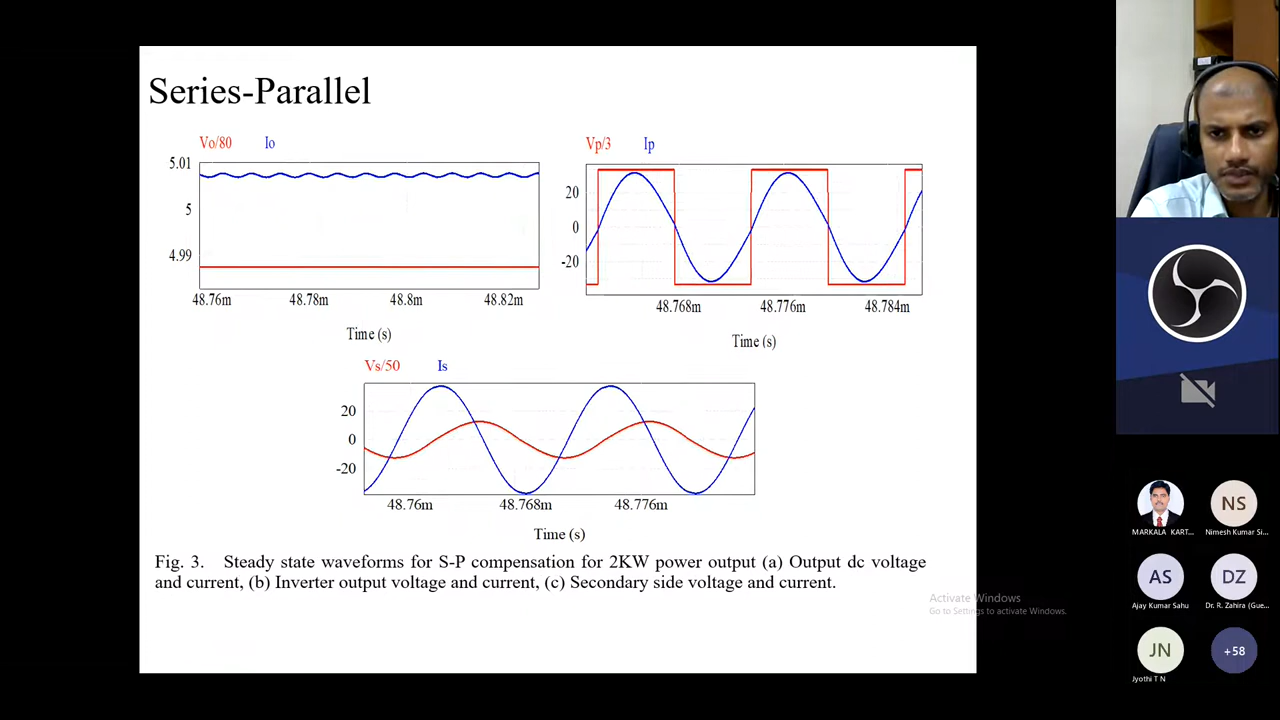 Series-Parallel
Vo/80 Io
5.01
5
4.99
48.76m 48.78m 48.8m 48.82m
Time (s)
Vp/3 Ip
20
0
-20
48.768m 48.776m 48.784m
Time (s)
Vs/50 Is
20
0
-20
48.76m 48.768m 48.776m
Time (s)
Fig. 3. Steady state waveforms for S-P compensation for 2KW power output (a) Output dc voltage
and current, (b) Inverter output voltage and current, (c) Secondary side voltage and current.
Activate Windows
Go to Settings to activate Windows.
MARKALA KART...
NS
Nimesh Kumar Si...
AS
Ajay Kumar Sahu
DZ
Dr. R. Zahira (Gue...
JN
Jyothi T N
+58